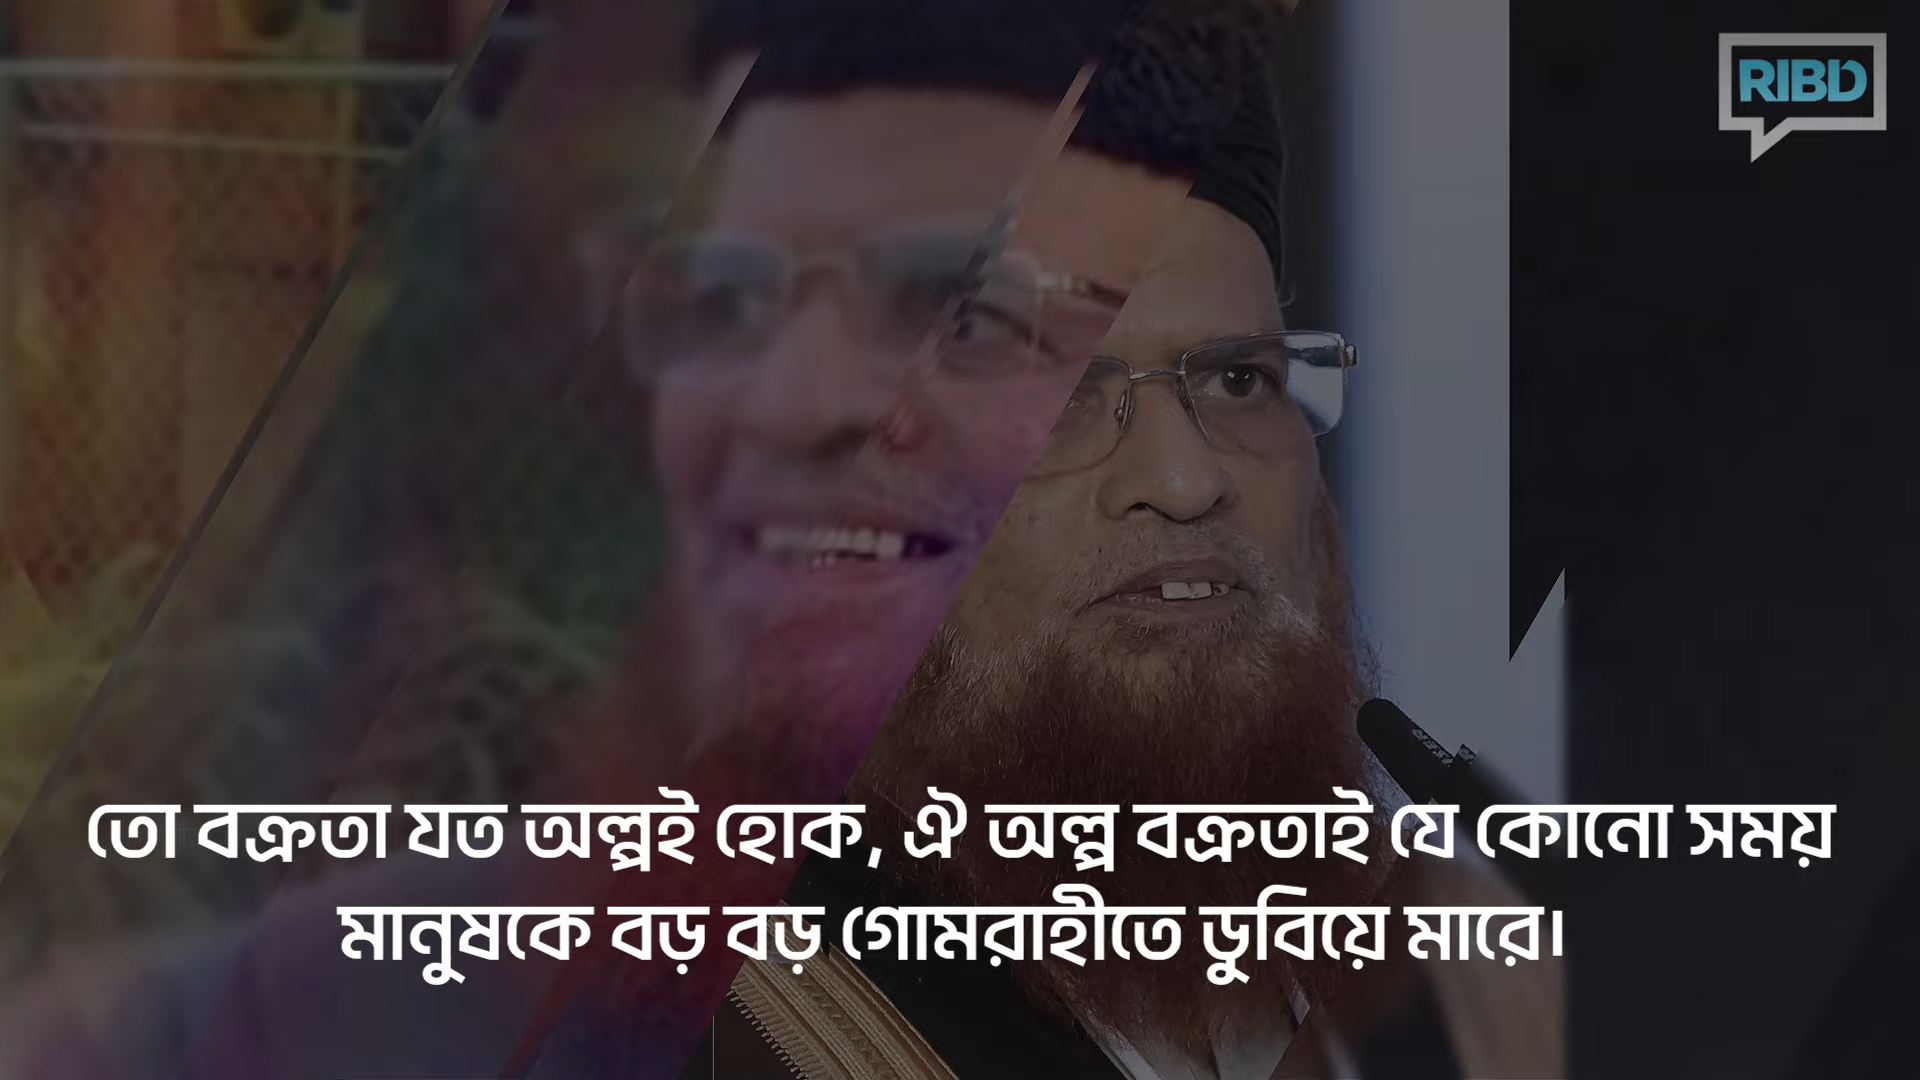 RIBD
তো বক্রতা যত অল্পই হোক, ঐ অল্প বক্রতাই যে কোনো সময়
মানুষকে বড় বড় গোমরাহীতে ডুবিয়ে মারে।